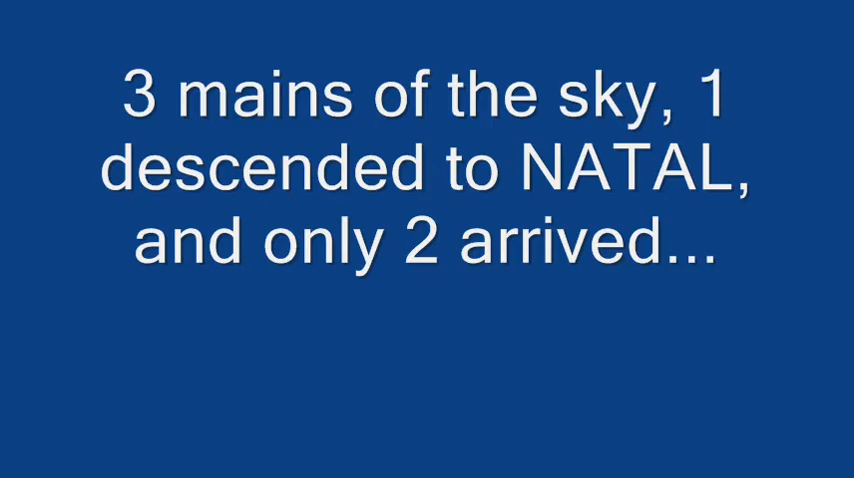 3 mains of the sky, 1
descended to NATAL,
and only 2 arrived...